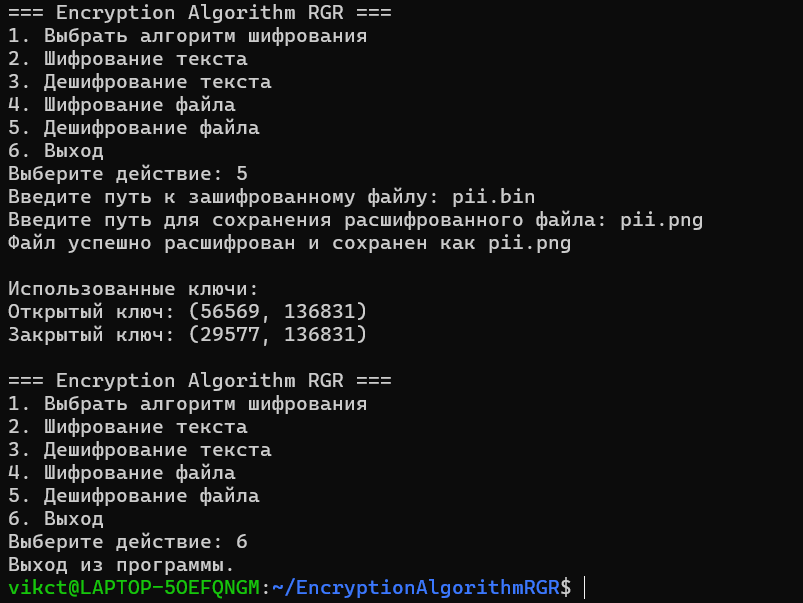 === Encryption Algorithm RGR ===
1. Выбрать алгоритм шифрования
2. Шифрование текста
3. Дешифрование текста
4. Шифрование файла
5. Дешифрование файла
6. Выход
Выберите действие: 5
Введите путь к зашифрованному файлу: pii.bin
Введите путь для сохранения расшифрованного файла: pii.png
Файл успешно расшифрован и сохранен как pii.png

Использованные ключи:
Открытый ключ: (56569, 136831)
Закрытый ключ: (29577, 136831)

=== Encryption Algorithm RGR ===
1. Выбрать алгоритм шифрования
2. Шифрование текста
3. Дешифрование текста
4. Шифрование файла
5. Дешифрование файла
6. Выход
Выберите действие: 6
Выход из программы.
vikct@LAPTOP-5OEFQNGM:~/EncryptionAlgorithmRGR$